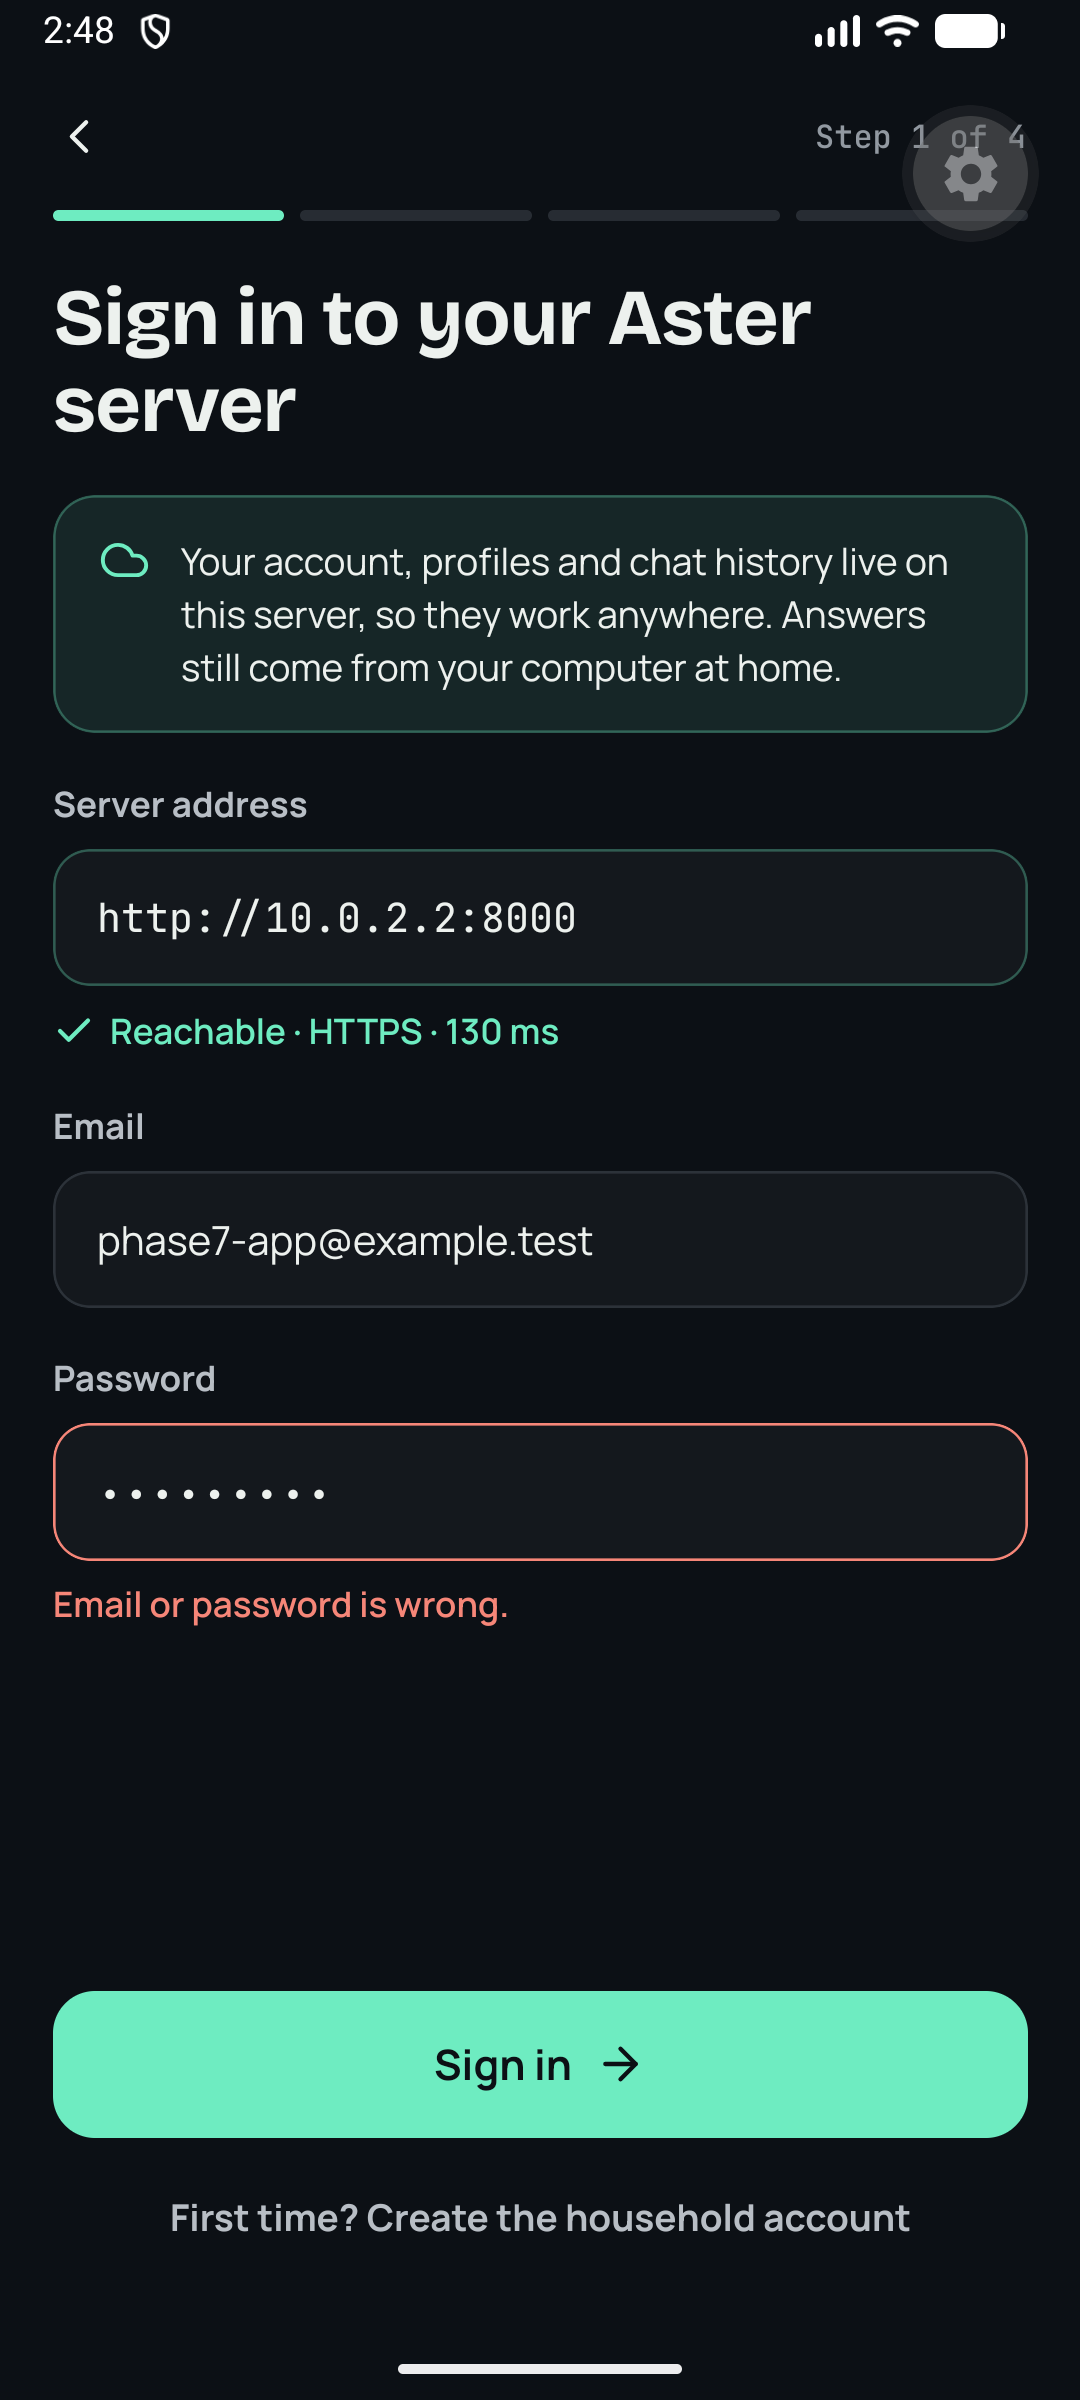 2:48
Step 1 of 4
Sign in to your Aster
server
Your account, profiles and chat history live on
this server, so they work anywhere. Answers
still come from your computer at home.
Server address
http://10.0.2.2:8000
Reachable · HTTPS · 130 ms
Email
phase7-app@example.test
Password
•••••••••
Email or password is wrong.
Sign in →
First time? Create the household account